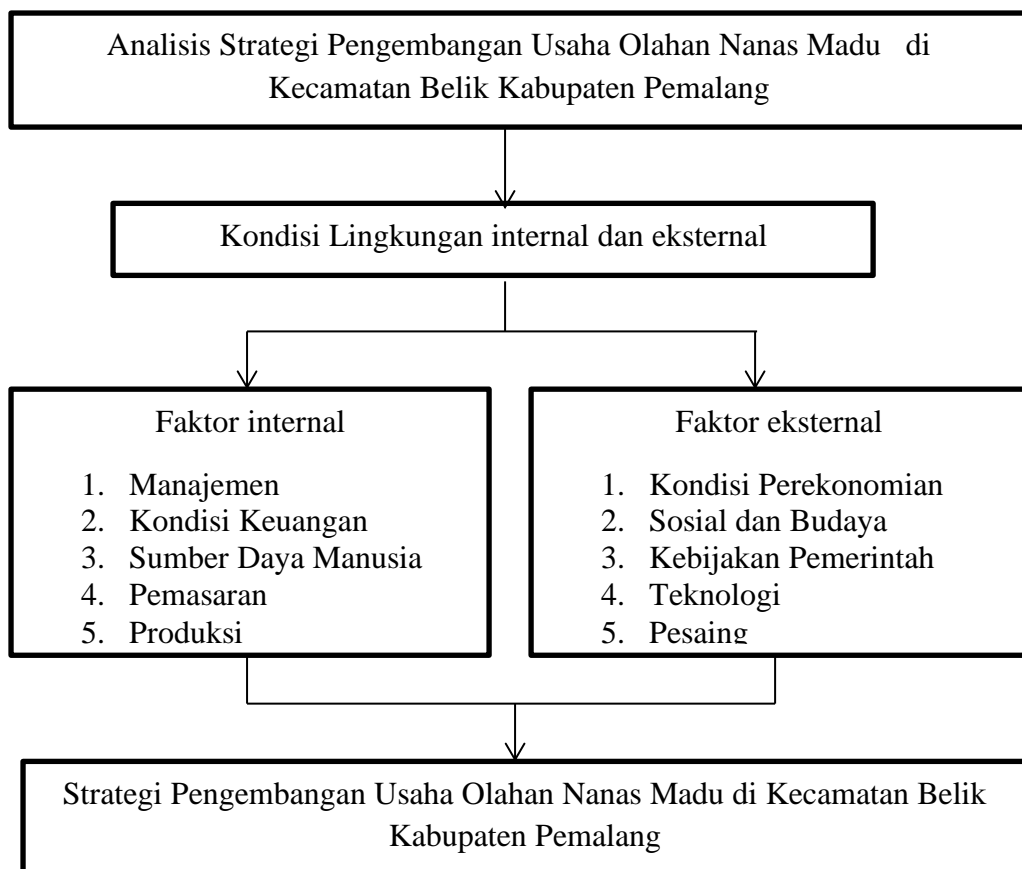 Analisis Strategi Pengembangan Usaha Olahan Nanas Madu di
Kecamatan Belik Kabupaten Pemalang
Kondisi Lingkungan internal dan eksternal
Faktor internal
1. Manajemen
2. Kondisi Keuangan
3. Sumber Daya Manusia
4. Pemasaran
5. Produksi
Faktor eksternal
1. Kondisi Perekonomian
2. Sosial dan Budaya
3. Kebijakan Pemerintah
4. Teknologi
5. Pesaing
Strategi Pengembangan Usaha Olahan Nanas Madu di Kecamatan Belik
Kabupaten Pemalang